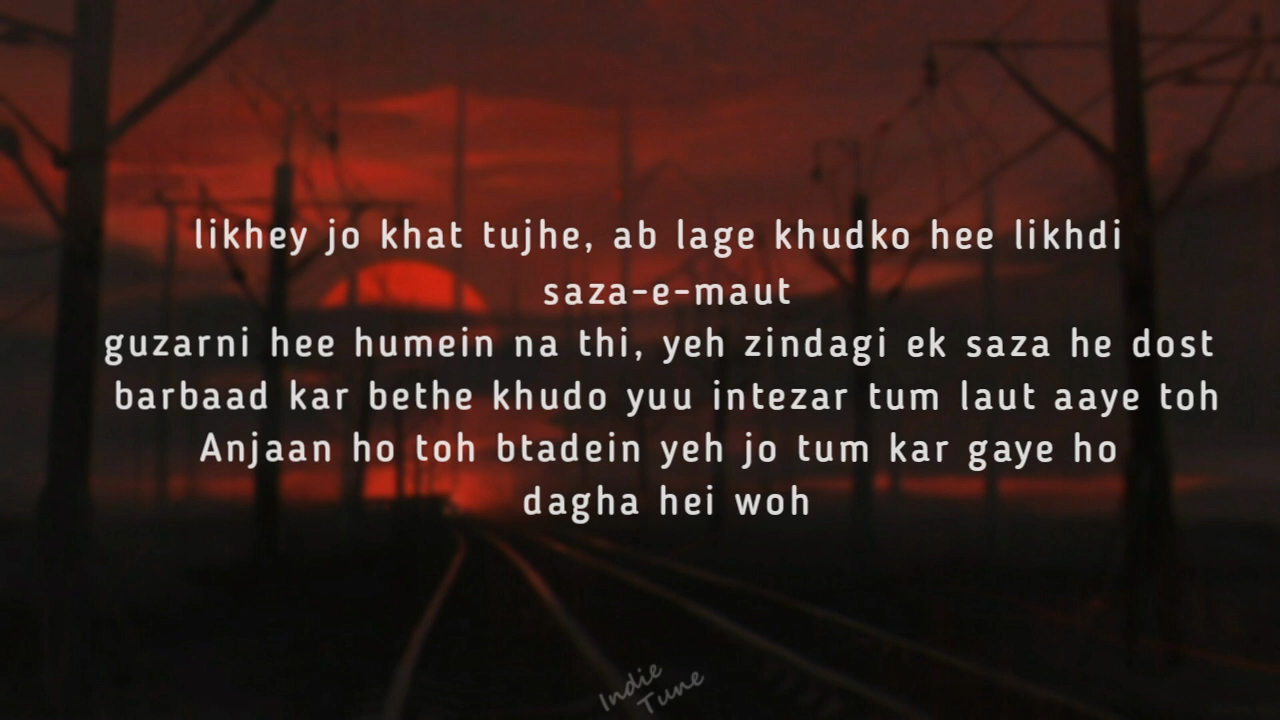 likhey jo khat tujhe, ab lage khudko hee likhdi
saza-e-maut
guzarni hee humein na thi, yeh zindagi ek saza he dost
barbaad kar bethe khudo yuu intezar tum laut aaye toh
Anjaan ho toh btadein yeh jo tum kar gaye ho
dagha hei woh
Indie
Tune